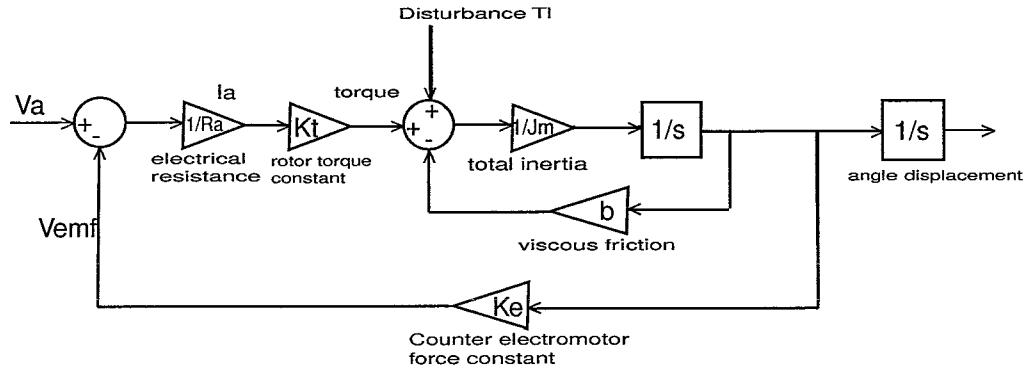 Disturbance Tl
Va
+
-
1/Ra
Ia
Kt
torque
+
+
-
1/Jm
1/s
1/s
electrical
resistance
rotor torque
constant
total inertia
angle displacement
b
viscous friction
Vemf
Ke
Counter electromotor
force constant